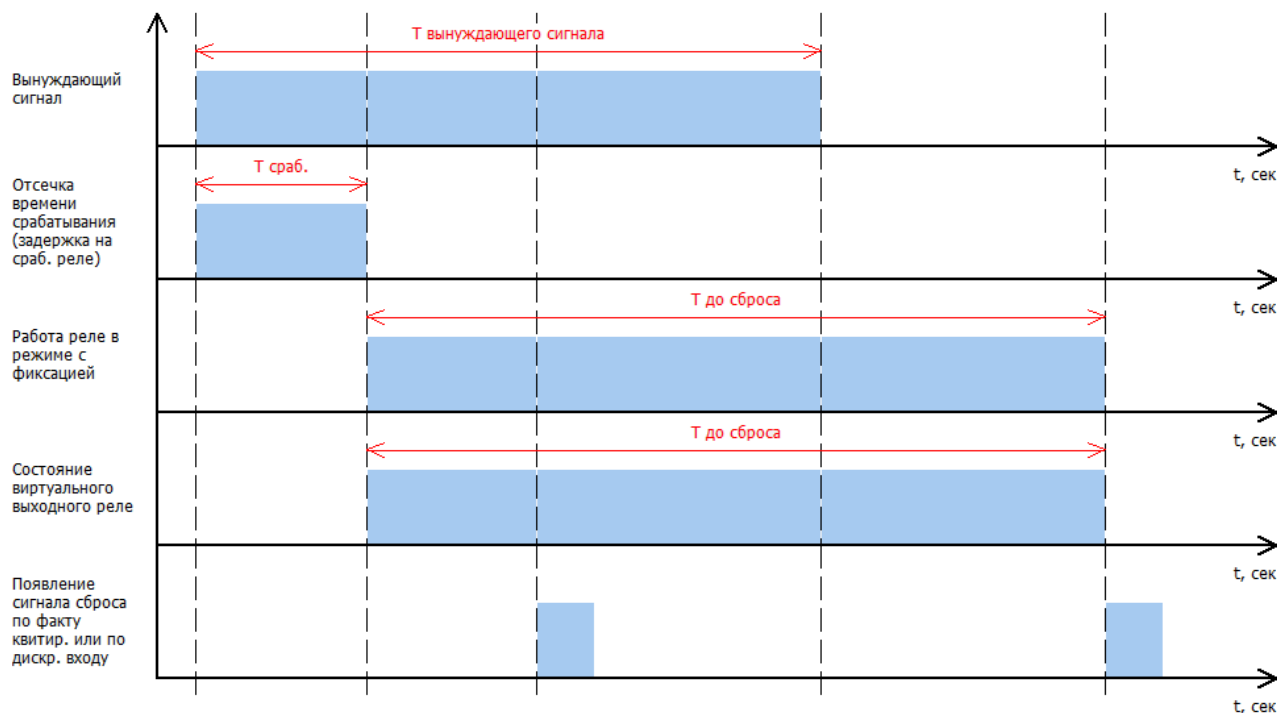 Т вынуждающего сигнала
Вынуждающий
сигнал
t, сек
Т сраб.
Отсечка
времени
срабатывания
(задержка на
сраб. реле)
t, сек
Т до сброса
Работа реле в
режиме с
фиксацией
t, сек
Т до сброса
Состояние
виртуального
выходного реле
t, сек
Появление
сигнала сброса
по факту
квитир. или по
дискр. входу
t, сек